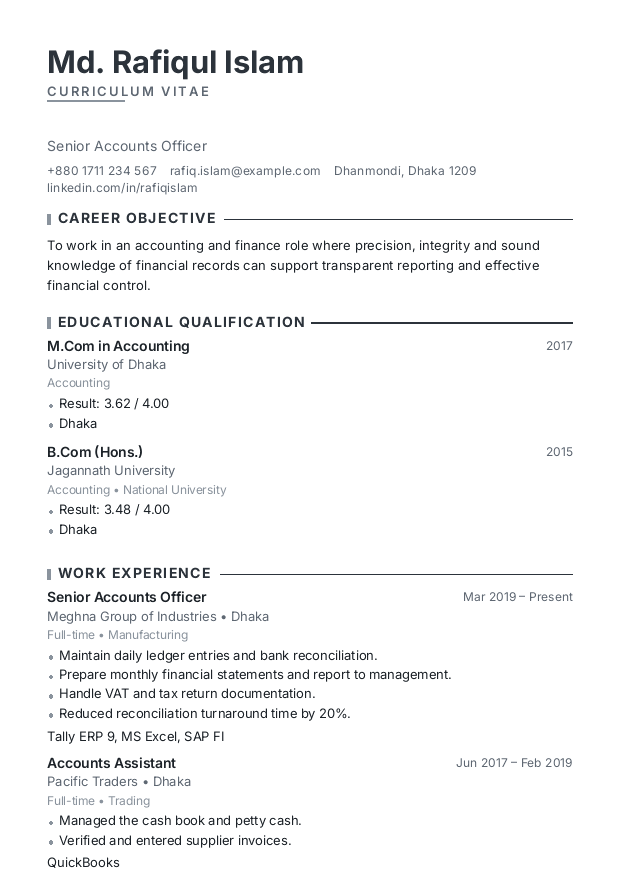 Md. Rafiqul Islam
CURRICULUM VITAE
Senior Accounts Officer
+880 1711 234 567 rafiq.islam@example.com Dhanmondi, Dhaka 1209
linkedin.com/in/rafiqislam
CAREER OBJECTIVE
To work in an accounting and finance role where precision, integrity and sound
knowledge of financial records can support transparent reporting and effective
financial control.
EDUCATIONAL QUALIFICATION
M.Com in Accounting 2017
University of Dhaka
Accounting
• Result: 3.62 / 4.00
• Dhaka
B.Com (Hons.) 2015
Jagannath University
Accounting • National University
• Result: 3.48 / 4.00
• Dhaka
WORK EXPERIENCE
Senior Accounts Officer Mar 2019 – Present
Meghna Group of Industries • Dhaka
Full-time • Manufacturing
• Maintain daily ledger entries and bank reconciliation.
• Prepare monthly financial statements and report to management.
• Handle VAT and tax return documentation.
• Reduced reconciliation turnaround time by 20%.
Tally ERP 9, MS Excel, SAP FI
Accounts Assistant Jun 2017 – Feb 2019
Pacific Traders • Dhaka
Full-time • Trading
• Managed the cash book and petty cash.
• Verified and entered supplier invoices.
QuickBooks